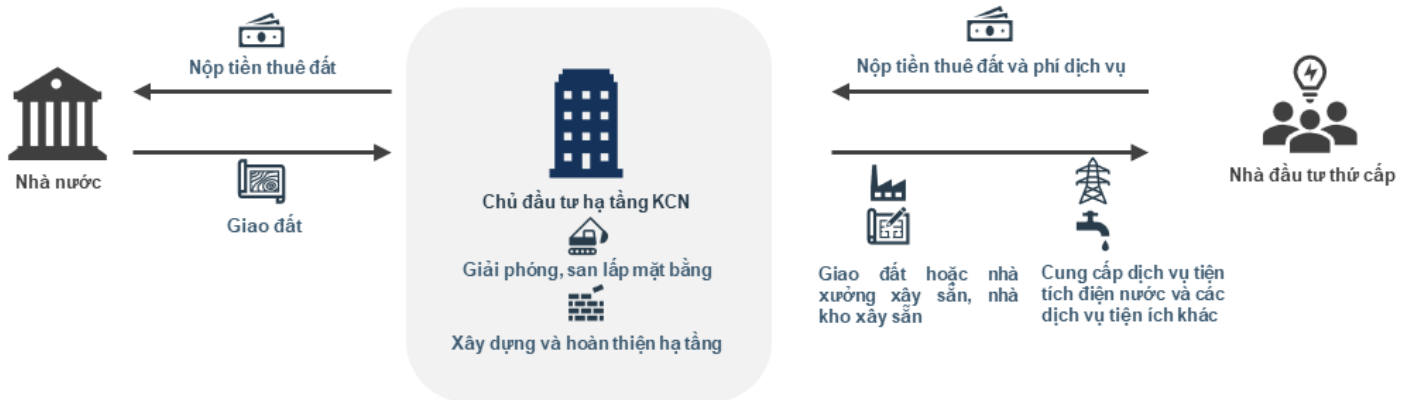 Nộp tiền thuê đất
Nộp tiền thuê đất và phí dịch vụ
Nhà nước
Giao đất
Chủ đầu tư hạ tầng KCN
Giải phóng, san lấp mặt bằng
Xây dựng và hoàn thiện hạ tầng
Nhà đầu tư thứ cấp
Giao đất hoặc nhà
xưởng xây sẵn, nhà
kho xây sẵn
Cung cấp dịch vụ tiện
tích điện nước và các
dịch vụ tiện ích khác